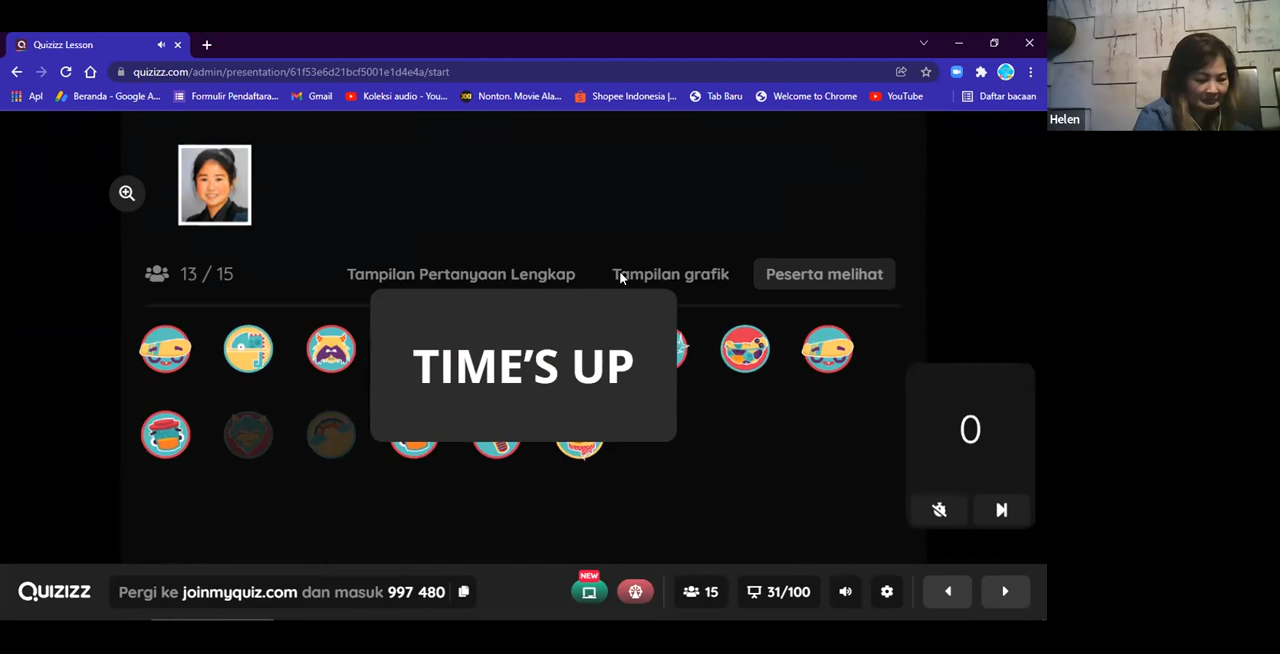 Quizizz Lesson
quizizz.com/admin/presentation/61f53e6d21bcf5001e1d4e4a/start
Apl
Beranda - Google A...
Formulir Pendaftara...
Gmail
Koleksi audio - You...
Nonton. Movie Ala...
Shopee Indonesia |...
Tab Baru
Welcome to Chrome
YouTube
Daftar bacaan
Helen
13 / 15
Tampilan Pertanyaan Lengkap
Tampilan grafik
Peserta melihat
TIME'S UP
0
QUIZIZZ
Pergi ke joinmyquiz.com dan masuk 997 480
NEW
15
31/100